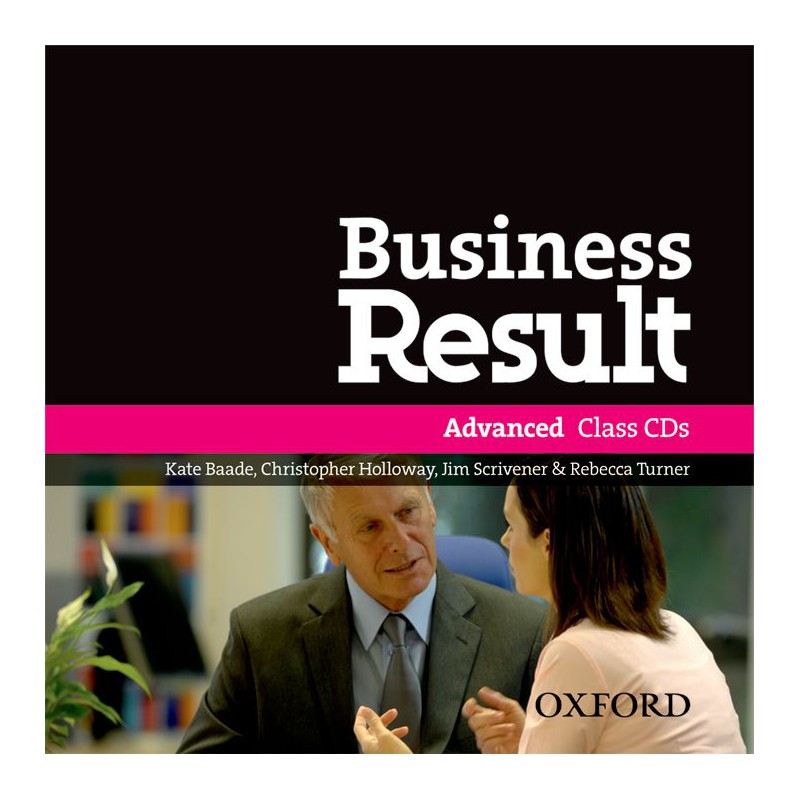 Business
Result
Advanced Class CDs
Kate Baade, Christopher Holloway, Jim Scrivener & Rebecca Turner
OXFORD